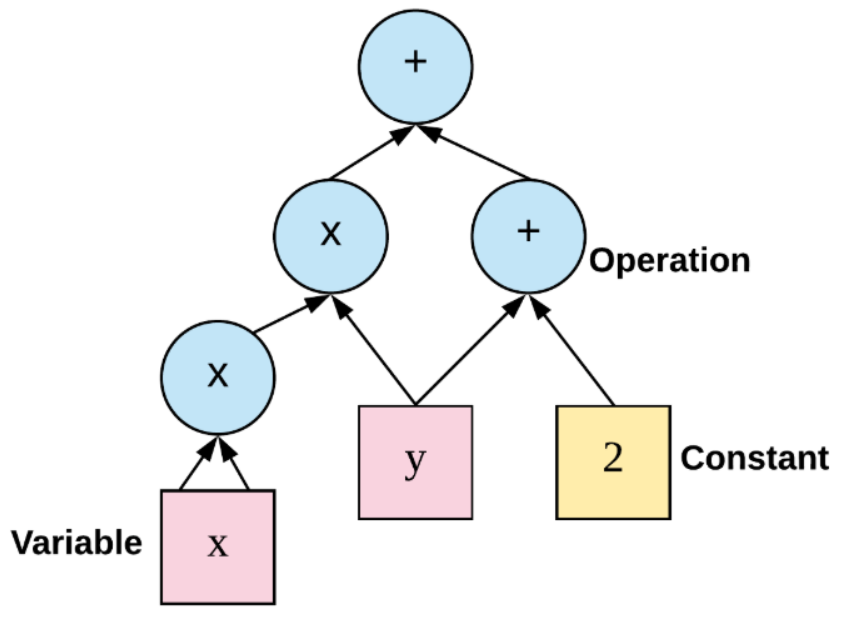 +
x
+
Operation
x
y
2
Constant
Variable
x